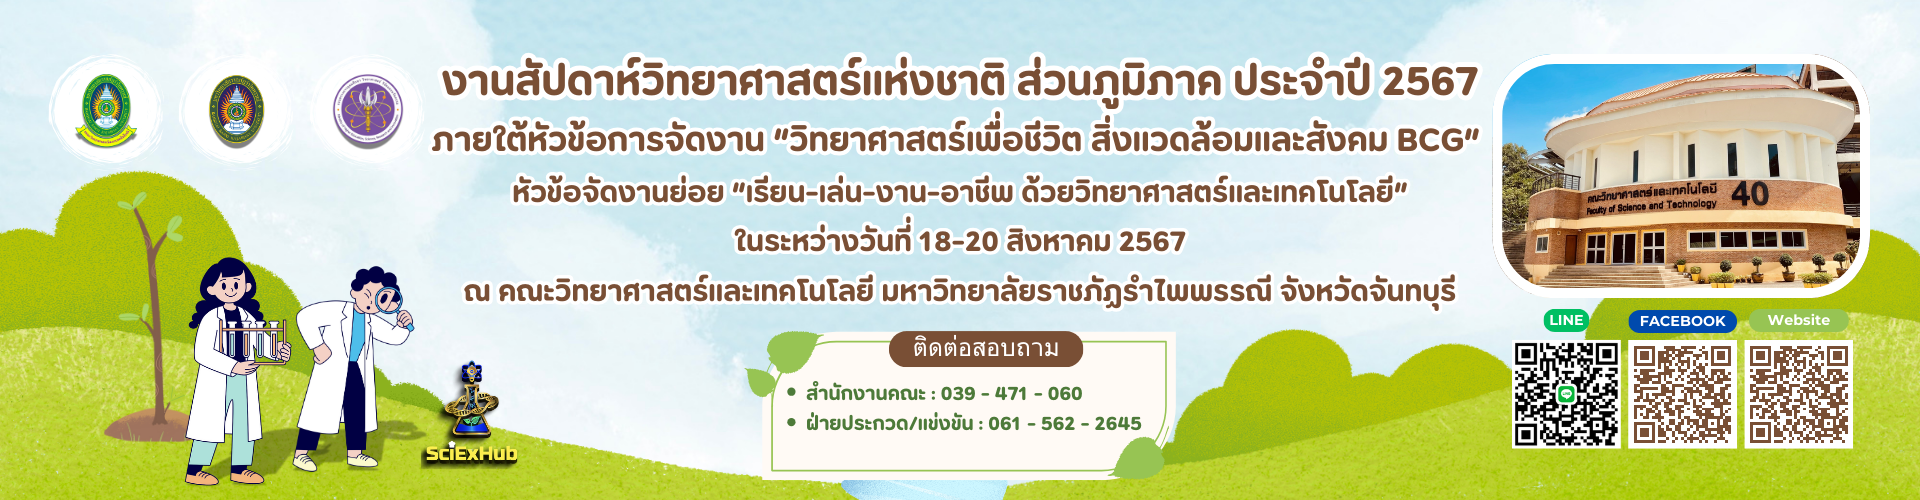 งานสัปดาห์วิทยาศาสตร์แห่งชาติ ส่วนภูมิภาค ประจำปี 2567
ภายใต้หัวข้อการจัดงาน "วิทยาศาสตร์เพื่อชีวิต สิ่งแวดล้อมและสังคม BCG"
หัวข้อจัดงานย่อย "เรียน-เล่น-งาน-อาชีพ ด้วยวิทยาศาสตร์และเทคโนโลยี"
ในระหว่างวันที่ 18-20 สิงหาคม 2567
ณ คณะวิทยาศาสตร์และเทคโนโลยี มหาวิทยาลัยราชภัฏรำไพพรรณี จังหวัดจันทบุรี
คณะวิทยาศาสตร์และเทคโนโลยี 40
Faculty of Science and Technology
LINE
FACEBOOK
Website
ติดต่อสอบถาม
• สำนักงานคณะ : 039 - 471 - 060
• ฝ่ายประกวด/แข่งขัน : 061 - 562 - 2645
SciExHub